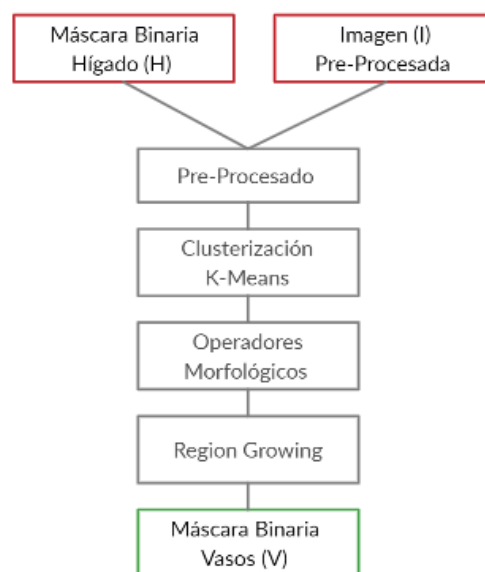 Máscara Binaria
Hígado (H)
Imagen (I)
Pre-Procesada
Pre-Procesado
Clusterización
K-Means
Operadores
Morfológicos
Region Growing
Máscara Binaria
Vasos (V)